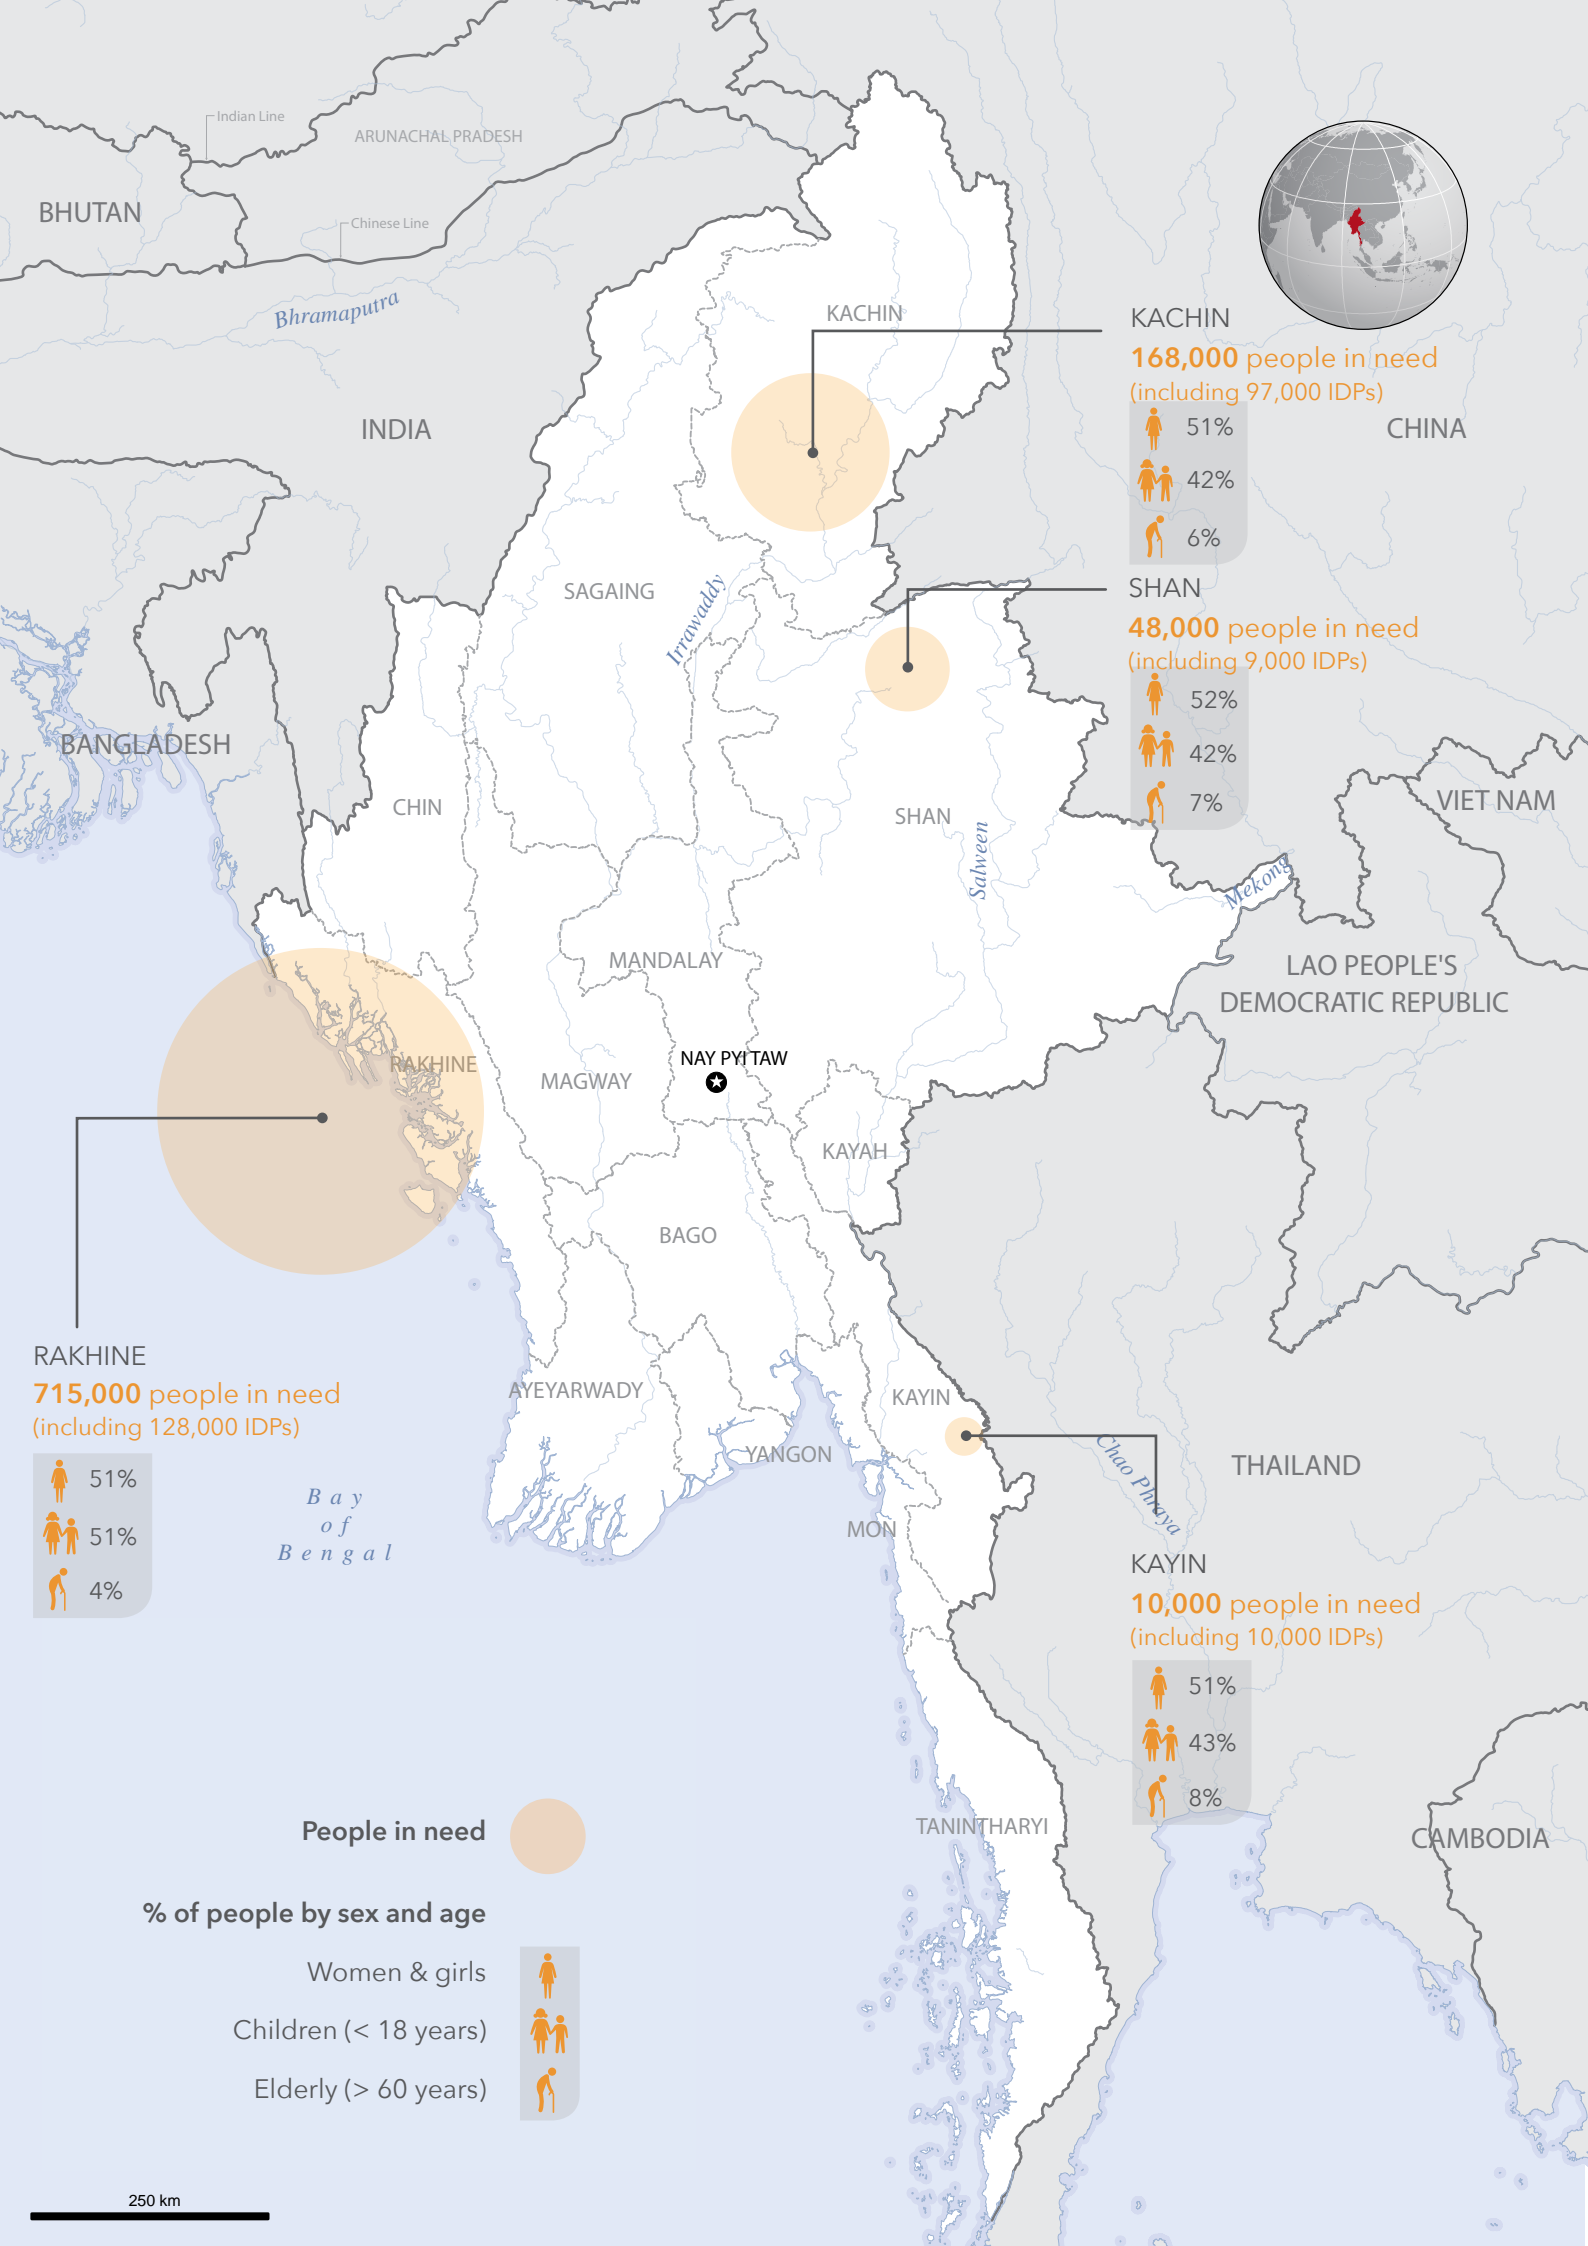 Indian Line
ARUNACHAL PRADESH
BHUTAN
Chinese Line
Bhramaputra
INDIA
KACHIN
KACHIN
168,000 people in need
(including 97,000 IDPs)
51%
42%
6%
CHINA
SHAN
48,000 people in need
(including 9,000 IDPs)
52%
42%
7%
SAGAING
Irrawaddy
BANGLADESH
CHIN
SHAN
Salween
VIET NAM
Mekong
MANDALAY
LAO PEOPLE'S
DEMOCRATIC REPUBLIC
RAKHINE
NAY PYI TAW
MAGWAY
KAYAH
BAGO
RAKHINE
715,000 people in need
(including 128,000 IDPs)
51%
51%
4%
AYEYARWADY
YANGON
KAYIN
MON
Bay
of
Bengal
Chao Phraya
THAILAND
KAYIN
10,000 people in need
(including 10,000 IDPs)
51%
43%
8%
TANINTHARYI
CAMBODIA
People in need
% of people by sex and age
Women & girls
Children (< 18 years)
Elderly (> 60 years)
250 km